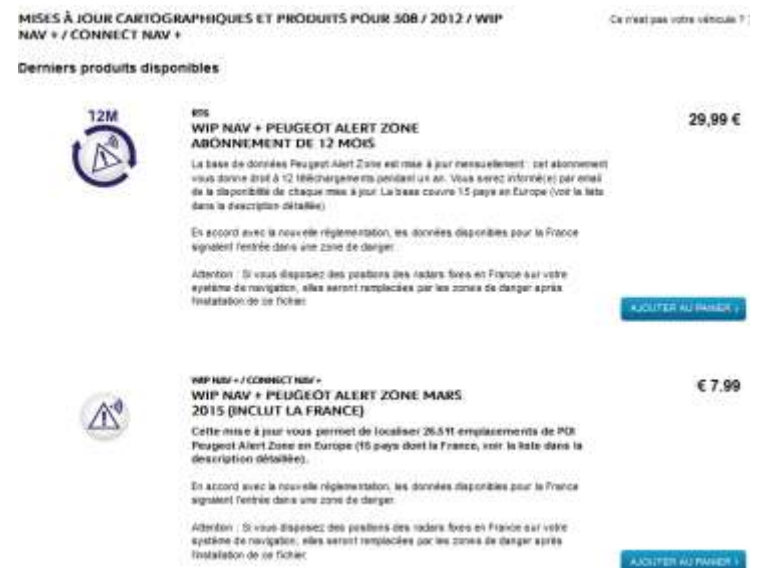 MISES À JOUR CARTOGRAPHIQUES ET PRODUITS POUR 308 / 2012 / WIP
NAV + / CONNECT NAV +
Ce n'est pas votre véhicule ?
Derniers produits disponibles
12M
RT6
WIP NAV + PEUGEOT ALERT ZONE
ABONNEMENT DE 12 MOIS
29,99 €
La base de données Peugeot Alert Zone est mise à jour mensuellement : cet abonnement
vous donne droit à 12 téléchargements pendant un an. Vous serez informé(e) par email
de la disponibilité de chaque mise à jour. La base couvre 15 pays en Europe (voir la liste
dans la description détaillée)
En accord avec la nouvelle réglementation, les données disponibles pour la France
signalent l'entrée dans une zone de danger.
Attention : Si vous disposez des positions des radars fixes en France sur votre
système de navigation, elles seront remplacées par les zones de danger après
l'installation de ce fichier.
AJOUTER AU PANIER
WIP NAV + / CONNECT NAV +
WIP NAV + PEUGEOT ALERT ZONE MARS
2015 (INCLUT LA FRANCE)
€ 7.99
Cette mise à jour vous permet de localiser 26.511 emplacements de POI
Peugeot Alert Zone en Europe (15 pays dont la France, voir la liste dans la
description détaillée).
En accord avec la nouvelle réglementation, les données disponibles pour la France
signalent l'entrée dans une zone de danger.
Attention : Si vous disposez des positions des radars fixes en France sur votre
système de navigation, elles seront remplacées par les zones de danger après
l'installation de ce fichier.
AJOUTER AU PANIER